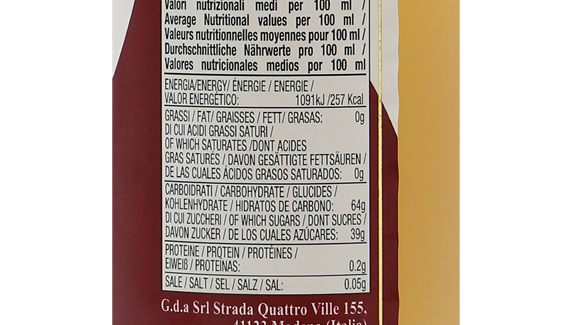 Valori nutrizionali medi per 100 ml /
Average Nutritional values per 100 ml /
Valeurs nutritionnelles moyennes pour 100 ml /
Durchschnittliche Nährwerte pro 100 ml /
Valores nutricionales medios por 100 ml
ENERGIA/ENERGY/ ÉNERGIE / ENERGIE /
VALOR ENERGÉTICO: 1091kJ /257 Kcal
GRASSI / FAT/ GRAISSES / FETT/ GRASAS: 0g
DI CUI ACIDI GRASSI SATURI /
OF WHICH SATURATES /DONT ACIDES
GRAS SATURÉS / DAVON GESÄTTIGTE FETTSÄUREN /
DE LAS CUALES ÁCIDOS GRASOS SATURADOS: 0g
CARBOIDRATI / CARBOHYDRATE / GLUCIDES /
KOHLENHYDRATE / HIDRATOS DE CARBONO: 64g
DI CUI ZUCCHERI / OF WHICH SUGARS / DONT SUCRES /
DAVON ZUCKER / DE LOS CUALES AZÚCARES: 39g
PROTEINE / PROTEIN / PROTÉINES /
EIWEIß / PROTEÍNAS: 0.2g
SALE / SALT / SEL / SALZ / SAL: 0.05g
G.d.a Srl Strada Quattro Ville 155,
41123 Modena (Italia)